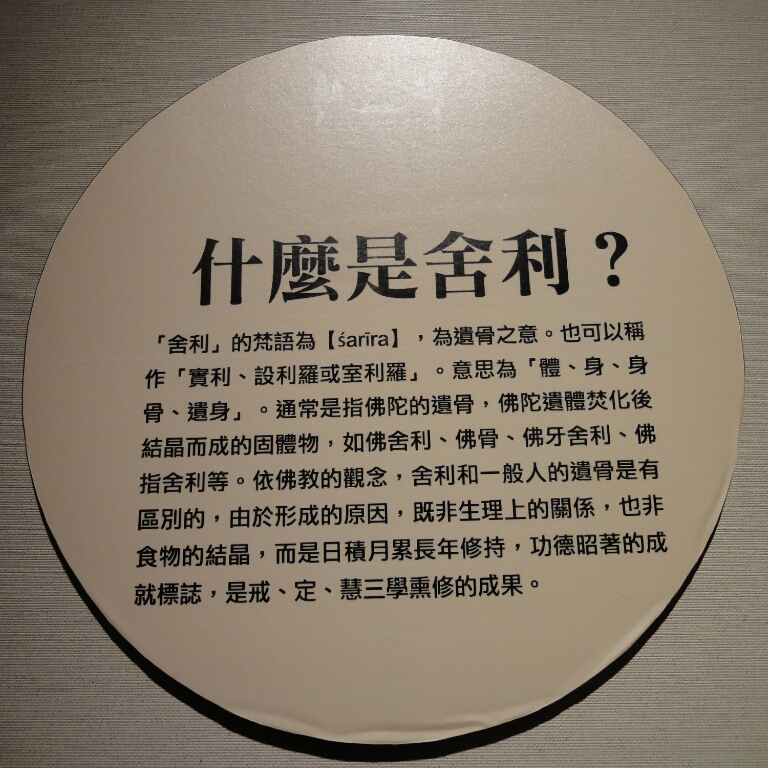 什麼是舍利？
「舍利」的梵語為【śarīra】，為遺骨之意。也可以稱
作「實利、設利羅或室利羅」。意思為「體、身、身
骨、遺身」。通常是指佛陀的遺骨，佛陀遺體焚化後
結晶而成的固體物，如佛舍利、佛骨、佛牙舍利、佛
指舍利等。依佛教的觀念，舍利和一般人的遺骨是有
區別的，由於形成的原因，既非生理上的關係，也非
食物的結晶，而是日積月累長年修持，功德昭著的成
就標誌，是戒、定、慧三學熏修的成果。